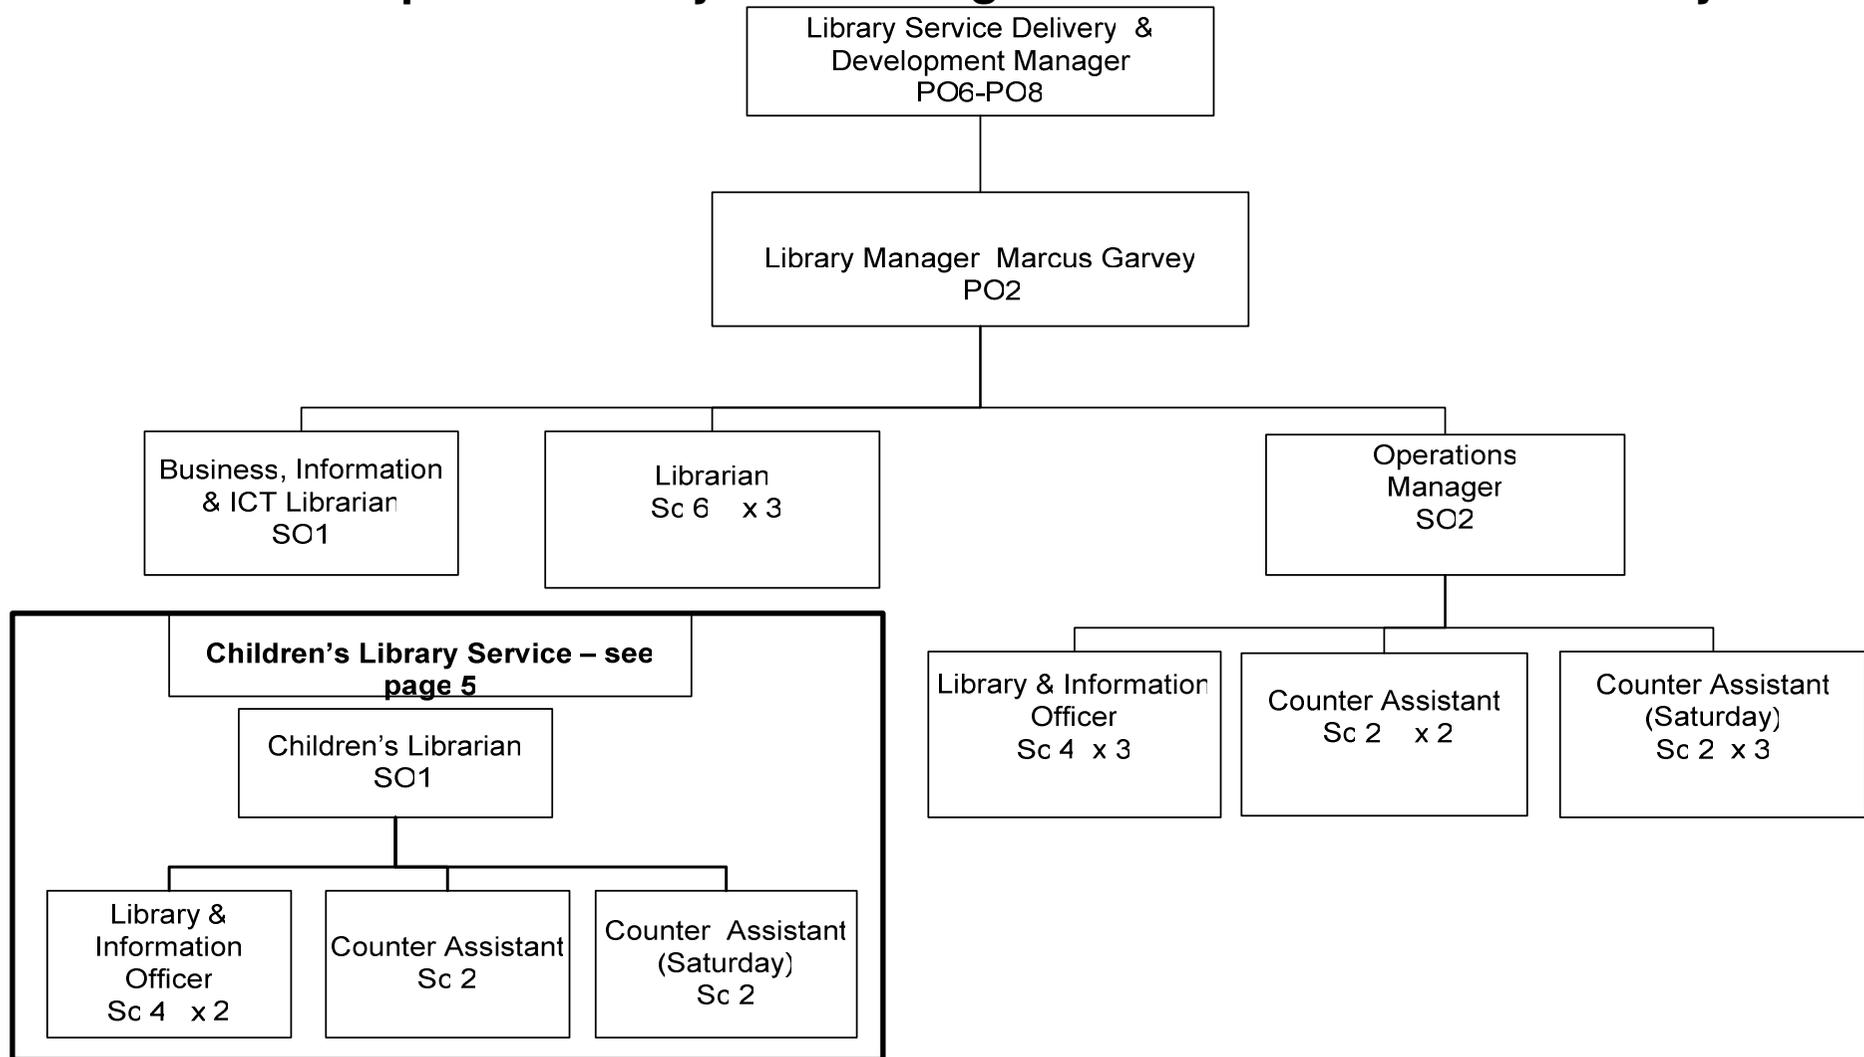 Library Service Delivery &
Development Manager
PO6-PO8
Library Manager Marcus Garvey
PO2
Business, Information
& ICT Librarian
SO1
Librarian
Sc 6 x 3
Operations
Manager
SO2
Children’s Library Service – see
page 5
Children’s Librarian
SO1
Library & Information
Officer
Sc 4 x 3
Counter Assistant
Sc 2 x 2
Counter Assistant
(Saturday)
Sc 2 x 3
Library &
Information
Officer
Sc 4 x 2
Counter Assistant
Sc 2
Counter Assistant
(Saturday)
Sc 2